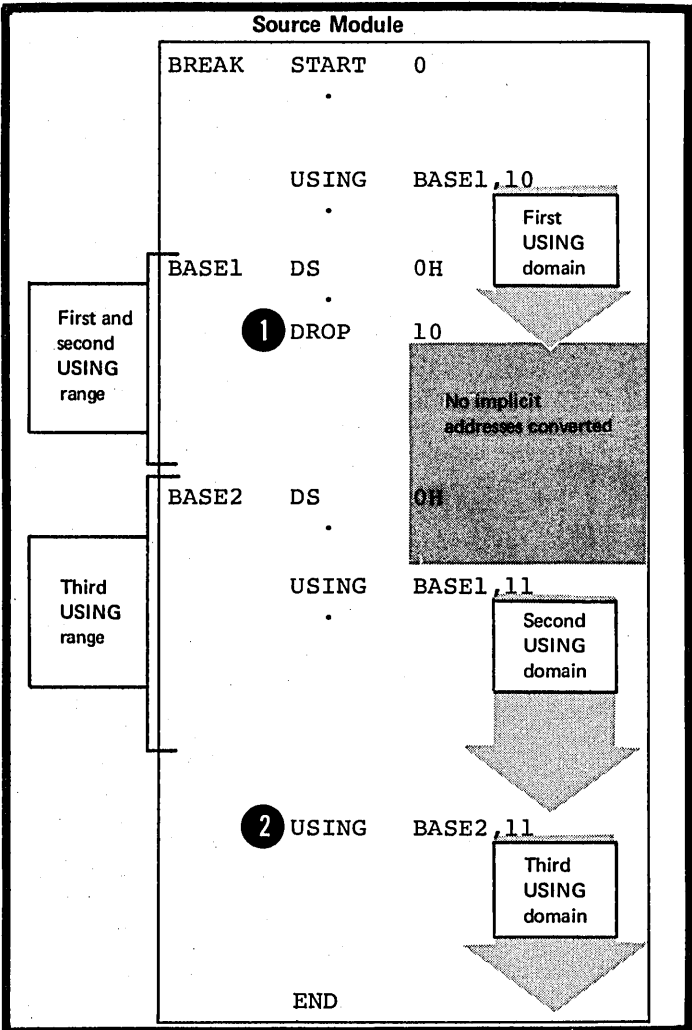 Source Module
BREAK START 0
.
USING BASE1,10
.
First
USING
domain
BASE1 DS 0H
.
First and
second
USING
range
1 DROP 10
No implicit
addresses converted
BASE2 DS 0H
.
Third
USING
range
USING BASE1,11
.
Second
USING
domain
2 USING BASE2,11
Third
USING
domain
END